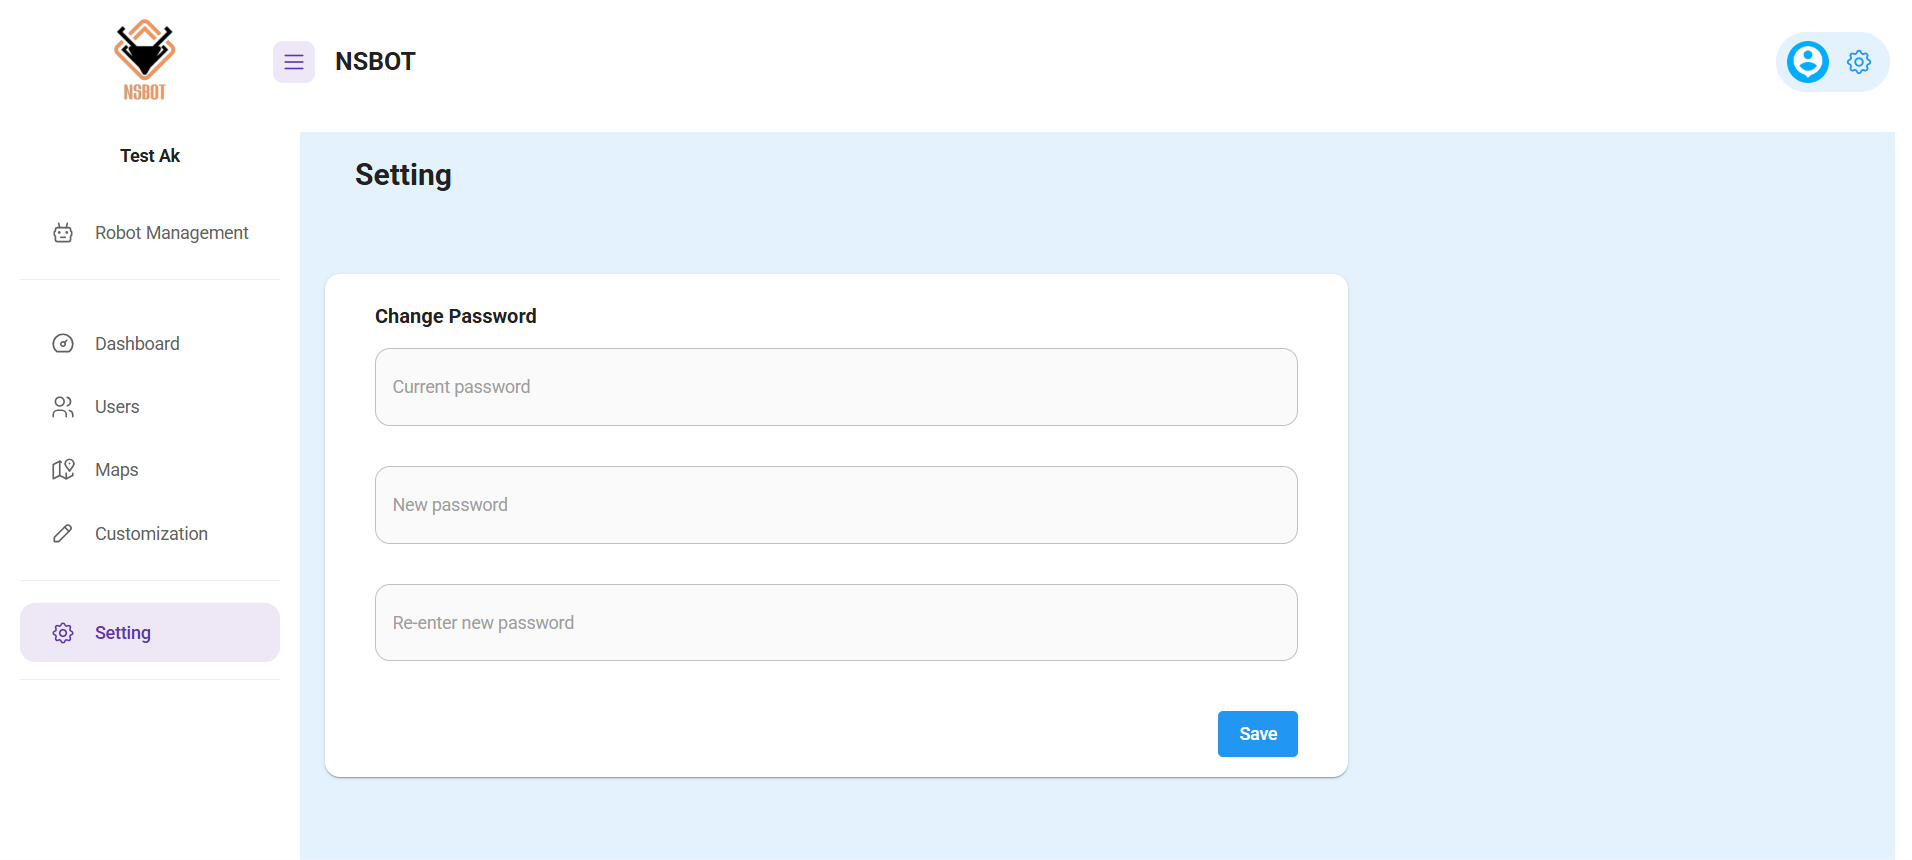 NSBOT
NSBOT
Test Ak
Robot Management
Dashboard
Users
Maps
Customization
Setting
Setting
Change Password
Current password
New password
Re-enter new password
Save